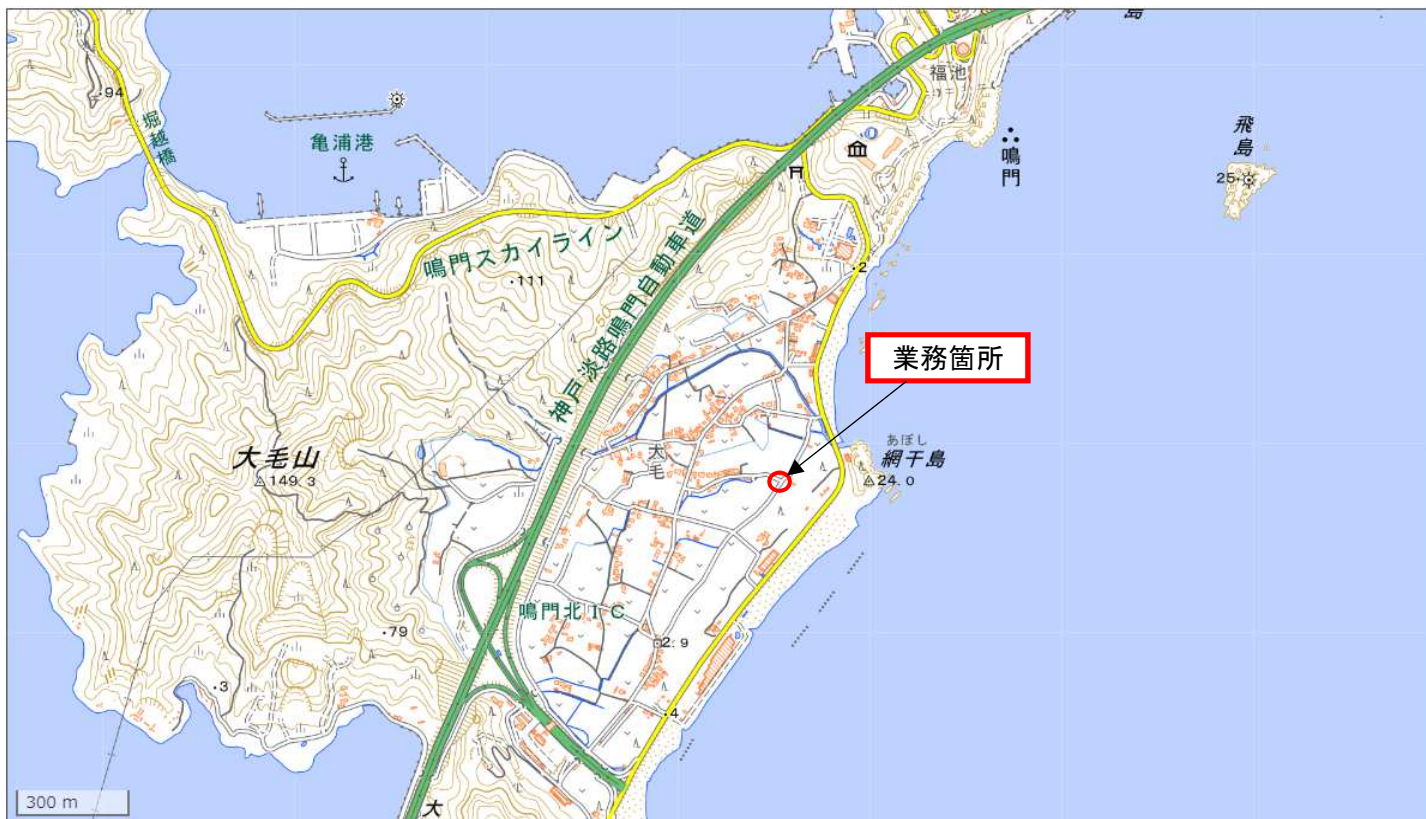 島
福池
94
堀越橋
亀浦港
飛島
鳴門
25
鳴門スカイライン
111
50
神戸淡路鳴門自動車道
2
業務箇所
大毛山
149.3
大毛
あぼし
網干島
24.0
鳴門北IC
79
2.9
3
4
300 m
大